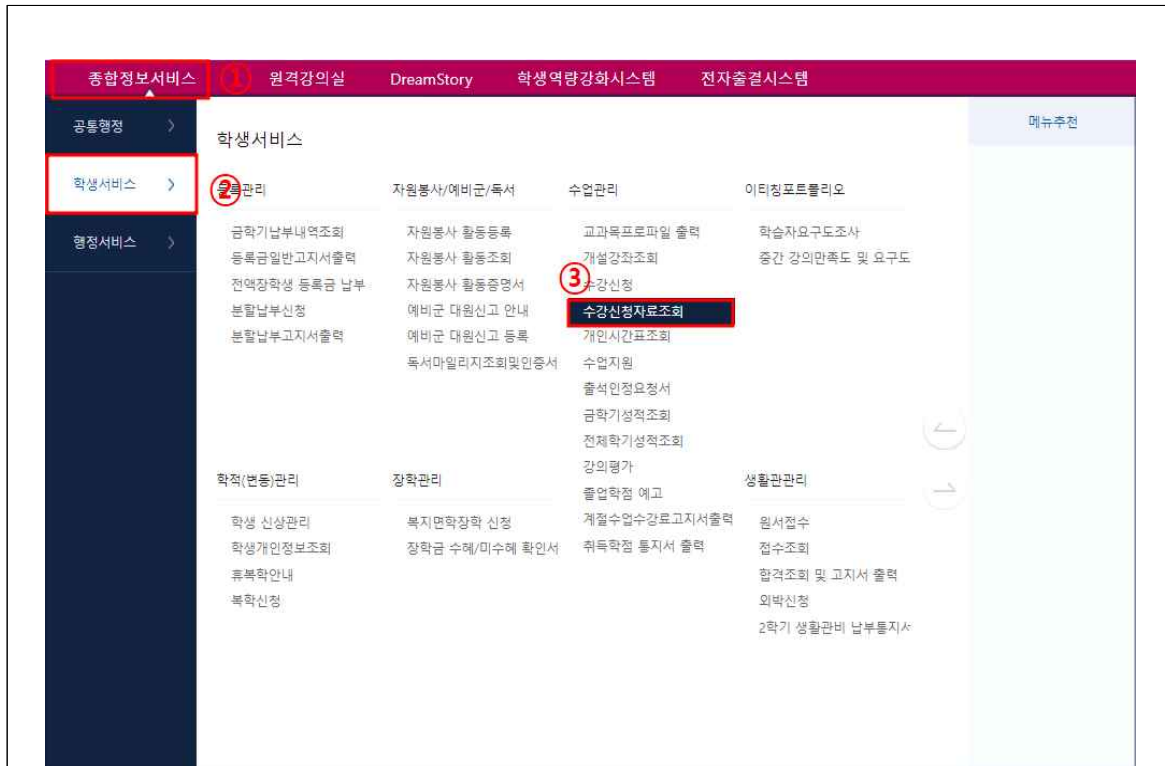 종합정보서비스 ① 원격강의실 DreamStory 학생역량강화시스템 전자출결시스템
공통행정
학생서비스
행정서비스
메뉴추천
학생서비스
②
등록관리
금학기납부내역조회
등록금일반고지서출력
전액장학생 등록금 납부
분할납부신청
분할납부고지서출력
자원봉사/예비군/독서
자원봉사 활동등록
자원봉사 활동조회
자원봉사 활동증명서
예비군 대원신고 안내
예비군 대원신고 등록
독서마일리지조회및인증서
수업관리
교과목프로파일 출력
개설강좌조회
③
수강신청
수강신청자료조회
개인시간표조회
수업지원
출석인정요청서
금학기성적조회
전체학기성적조회
강의평가
졸업학점 예고
계절수업수강료고지서출력
취득학점 통지서 출력
이티칭포트폴리오
학습자요구도조사
중간 강의만족도 및 요구도
학적(변동)관리
학생 신상관리
학생개인정보조회
휴복학안내
복학신청
장학관리
복지면학장학 신청
장학금 수혜/미수혜 확인서
생활관관리
원서접수
접수조회
합격조회 및 고지서 출력
외박신청
2학기 생활관비 납부통지서